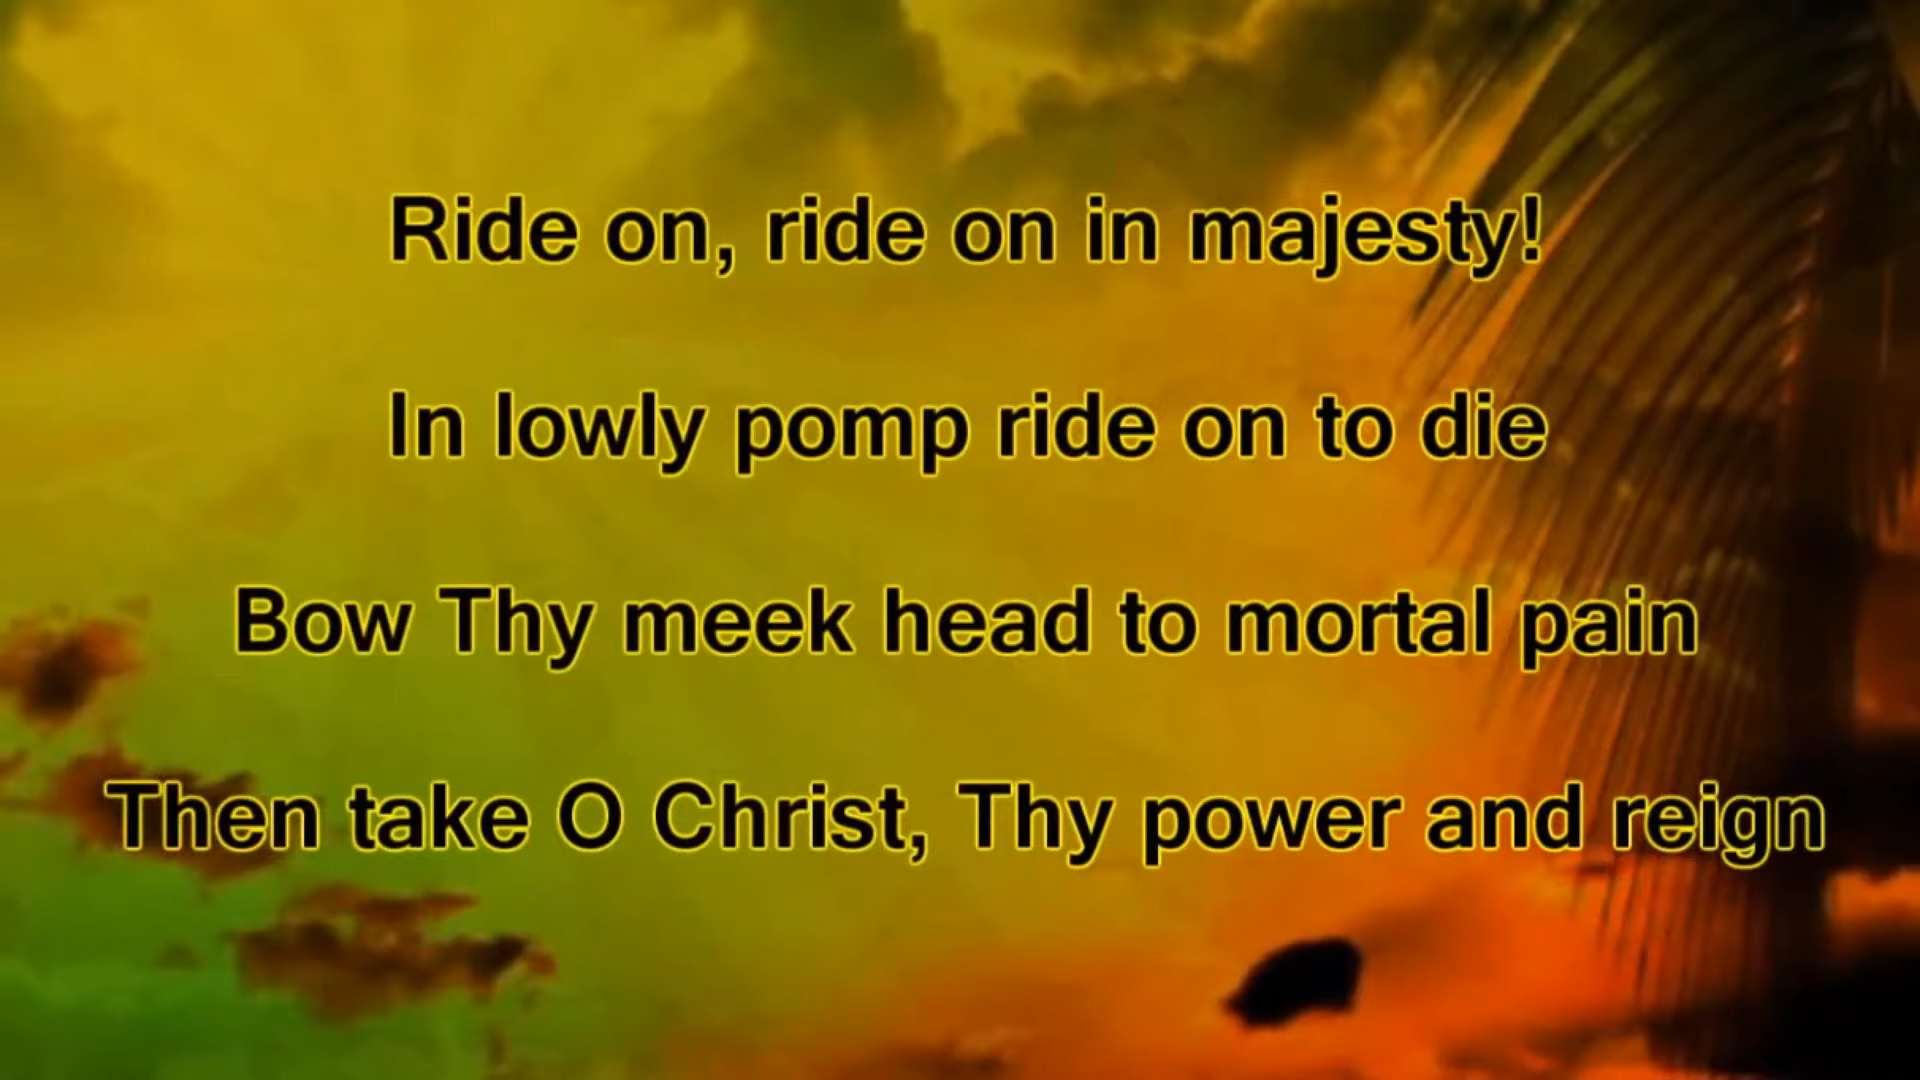 Ride on, ride on in majesty!
In lowly pomp ride on to die
Bow Thy meek head to mortal pain
Then take O Christ, Thy power and reign